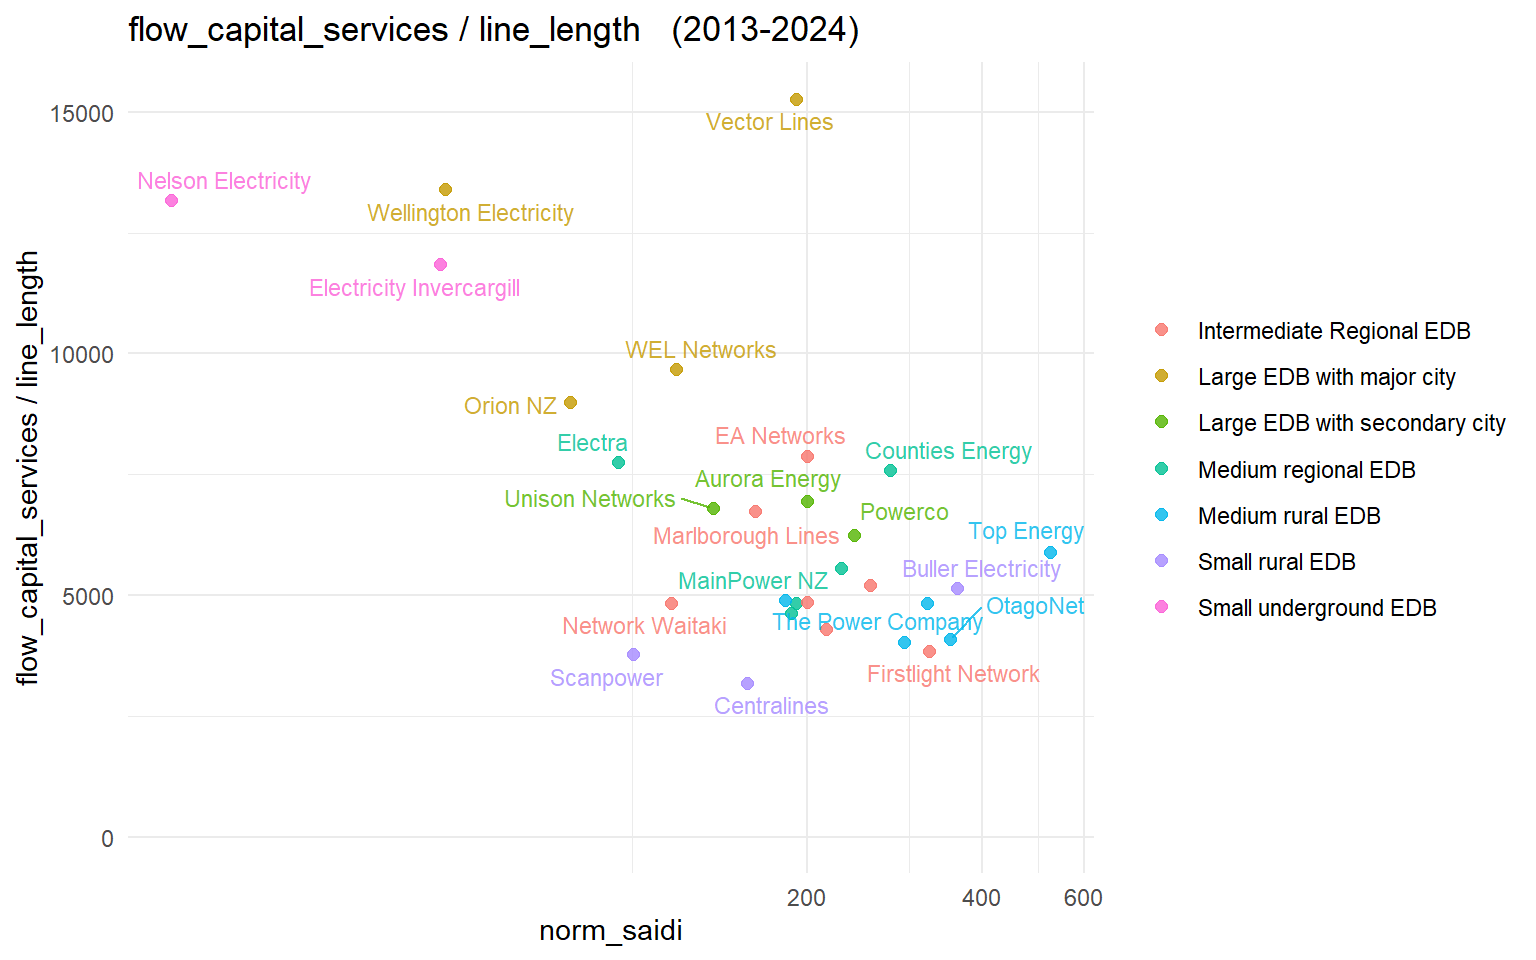 flow_capital_services / line_length (2013-2024)
flow_capital_services / line_length
15000
10000
5000
0
Vector Lines
Nelson Electricity
Wellington Electricity
Electricity Invercargill
WEL Networks
Orion NZ
EA Networks
Electra
Counties Energy
Aurora Energy
Unison Networks
Powerco
Marlborough Lines
Top Energy
Buller Electricity
MainPower NZ
OtagoNet
The Power Company
Network Waitaki
Firstlight Network
Scanpower
Centralines
200
400
600
norm_saidi
Intermediate Regional EDB
Large EDB with major city
Large EDB with secondary city
Medium regional EDB
Medium rural EDB
Small rural EDB
Small underground EDB